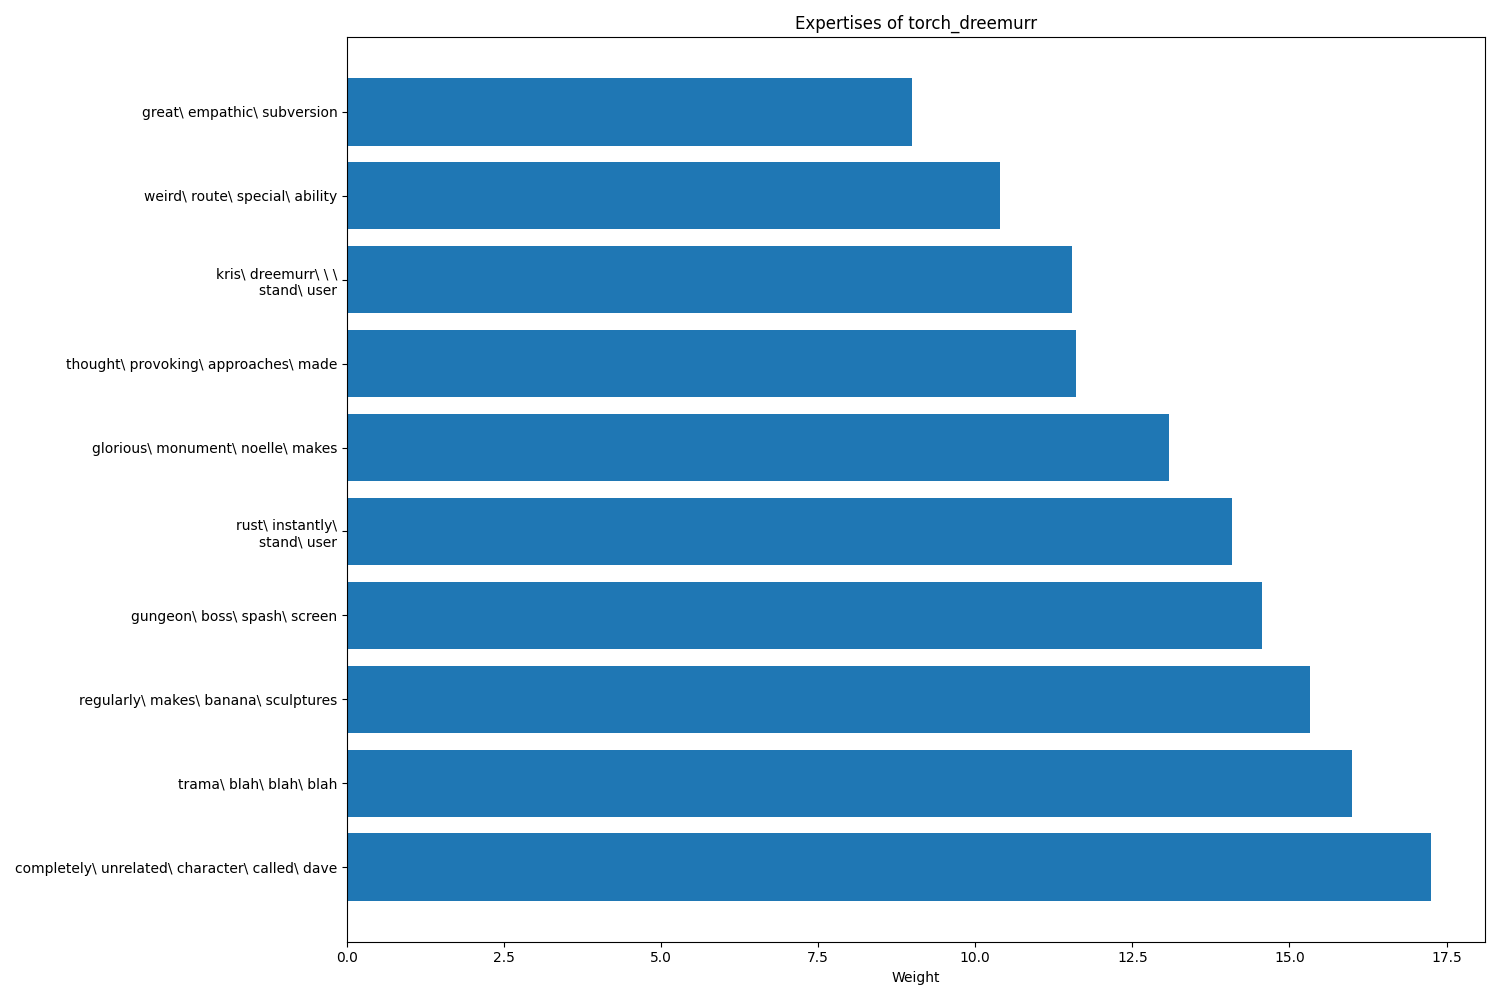 Expertises of torch_dreemurr
great\ empathic\ subversion
weird\ route\ special\ ability
kris\ dreemurr\ \ \
stand\ user
thought\ provoking\ approaches\ made
glorious\ monument\ noelle\ makes
rust\ instantly\
stand\ user
gungeon\ boss\ spash\ screen
regularly\ makes\ banana\ sculptures
trama\ blah\ blah\ blah
completely\ unrelated\ character\ called\ dave
0.0 2.5 5.0 7.5 10.0 12.5 15.0 17.5
Weight